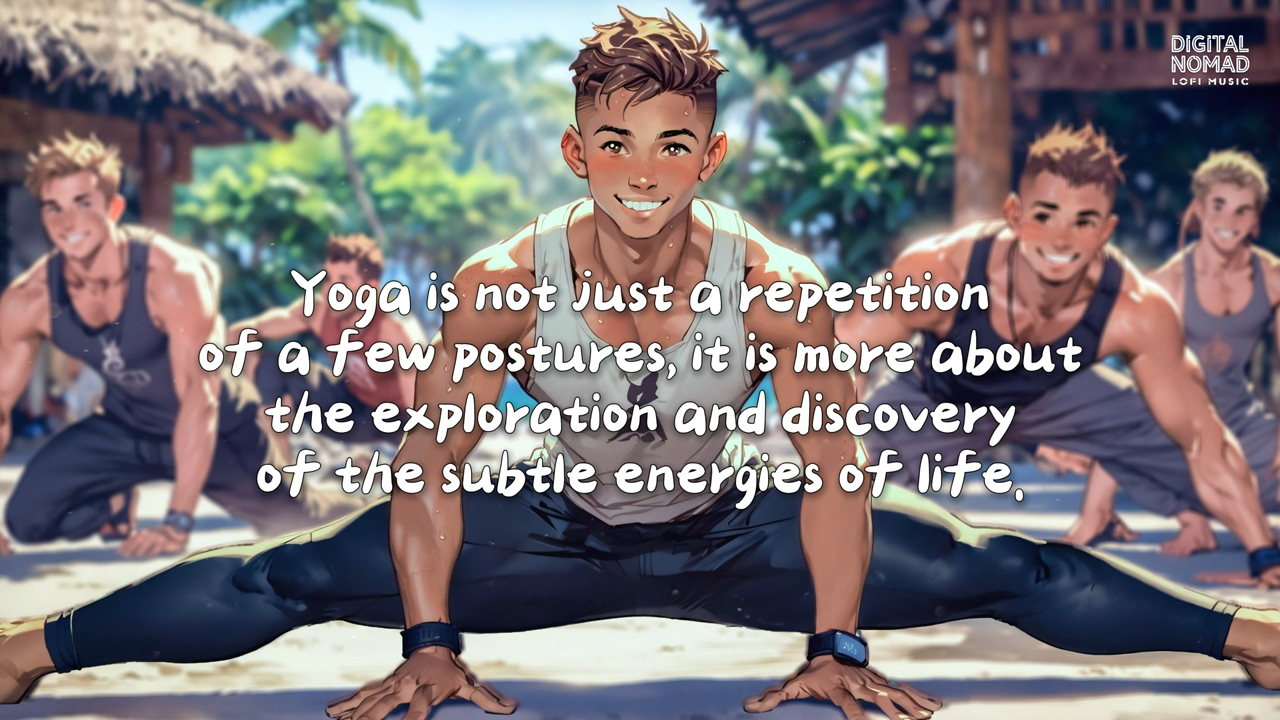 DiGiTAL
NOMAD
LOFI MUSIC
Yoga is not just a repetition
of a few postures, it is more about
the exploration and discovery
of the subtle energies of life.